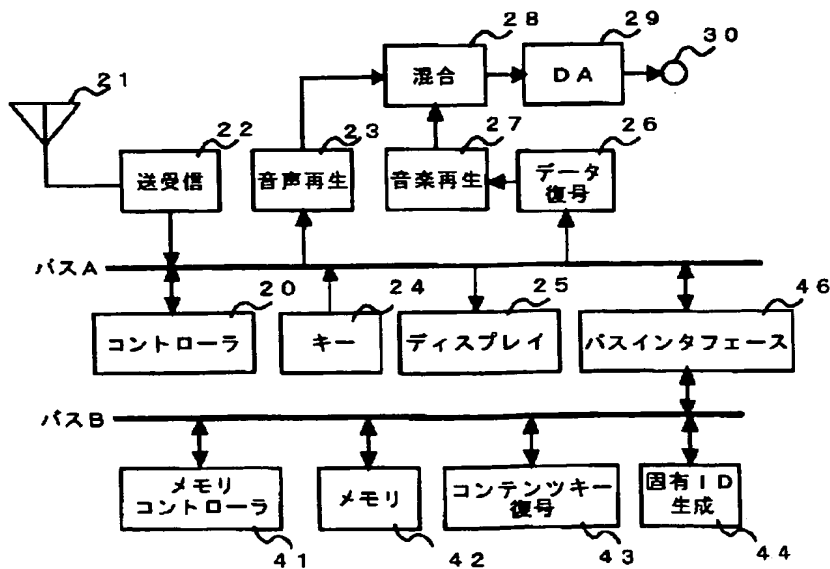 28
29
30
混合
DA
21
22
23
27
26
送受信
音声再生
音楽再生
データ
復号
バスA
20
24
25
46
コントローラ
キー
ディスプレイ
バスインタフェース
バスB
メモリ
コントローラ
メモリ
コンテンツキー
復号
固有ID
生成
41
42
43
44